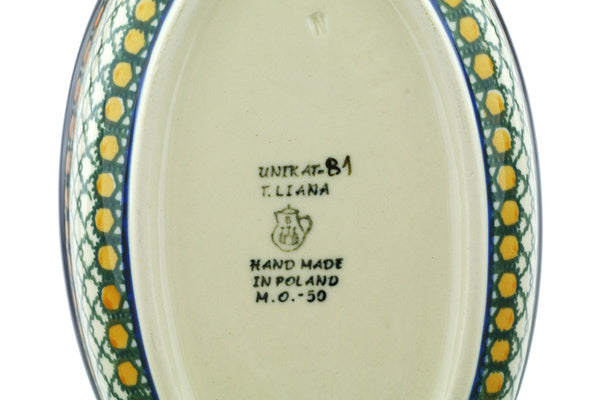 UNIKAT-81
T. LIANA
B
HAND MADE
IN POLAND
M.O.-50